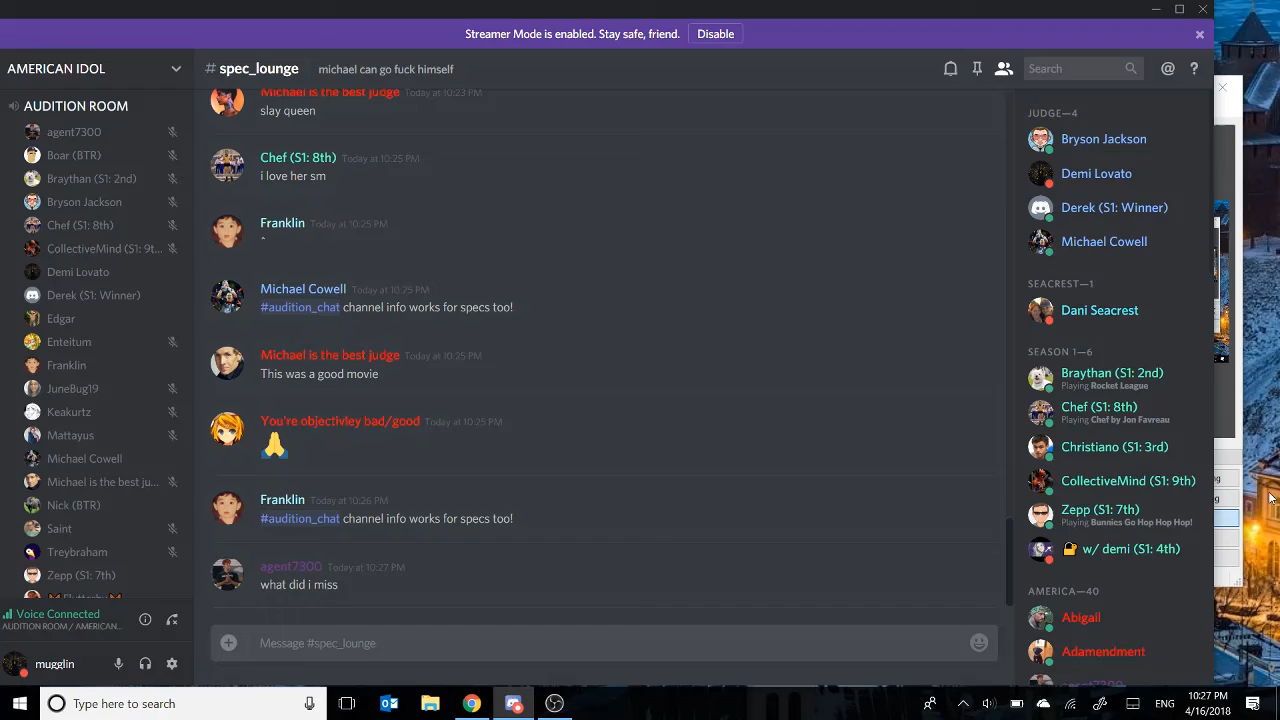 Streamer Mode is enabled. Stay safe, friend.
Disable
AMERICAN IDOL
# spec_lounge
michael can go fuck himself
Search
AUDITION ROOM
agent7300
Boar (BTR)
Braythan (S1: 2nd)
Bryson Jackson
Chef (S1: 8th)
CollectiveMind (S1: 9t...
Demi Lovato
Derek (S1: Winner)
Edgar
Enteitum
Franklin
JuneBug19
Keakurtz
Mattayus
Michael Cowell
Michael is the best ju...
Nick (BTR)
Saint
Treybraham
Zepp (S1: 7th)
Voice Connected
AUDITION ROOM / AMERICAN...
mugglin
Michael is the best judge Today at 10:23 PM
slay queen
Chef (S1: 8th) Today at 10:25 PM
i love her sm
Franklin Today at 10:25 PM
^
Michael Cowell Today at 10:25 PM
#audition_chat channel info works for specs too!
Michael is the best judge Today at 10:25 PM
This was a good movie
You're objectivley bad/good Today at 10:25 PM
Franklin Today at 10:26 PM
#audition_chat channel info works for specs too!
agent7300 Today at 10:27 PM
what did i miss
Message #spec_lounge
JUDGE—4
Bryson Jackson
Demi Lovato
Derek (S1: Winner)
Michael Cowell
SEACREST—1
Dani Seacrest
SEASON 1—6
Braythan (S1: 2nd)
Playing Rocket League
Chef (S1: 8th)
Playing Chef by Jon Favreau
Christiano (S1: 3rd)
CollectiveMind (S1: 9th)
Zepp (S1: 7th)
Playing Bunnies Go Hop Hop Hop!
w/ demi (S1: 4th)
AMERICA—40
Abigail
Adamendment
Type here to search
ENG
10:27 PM
4/16/2018